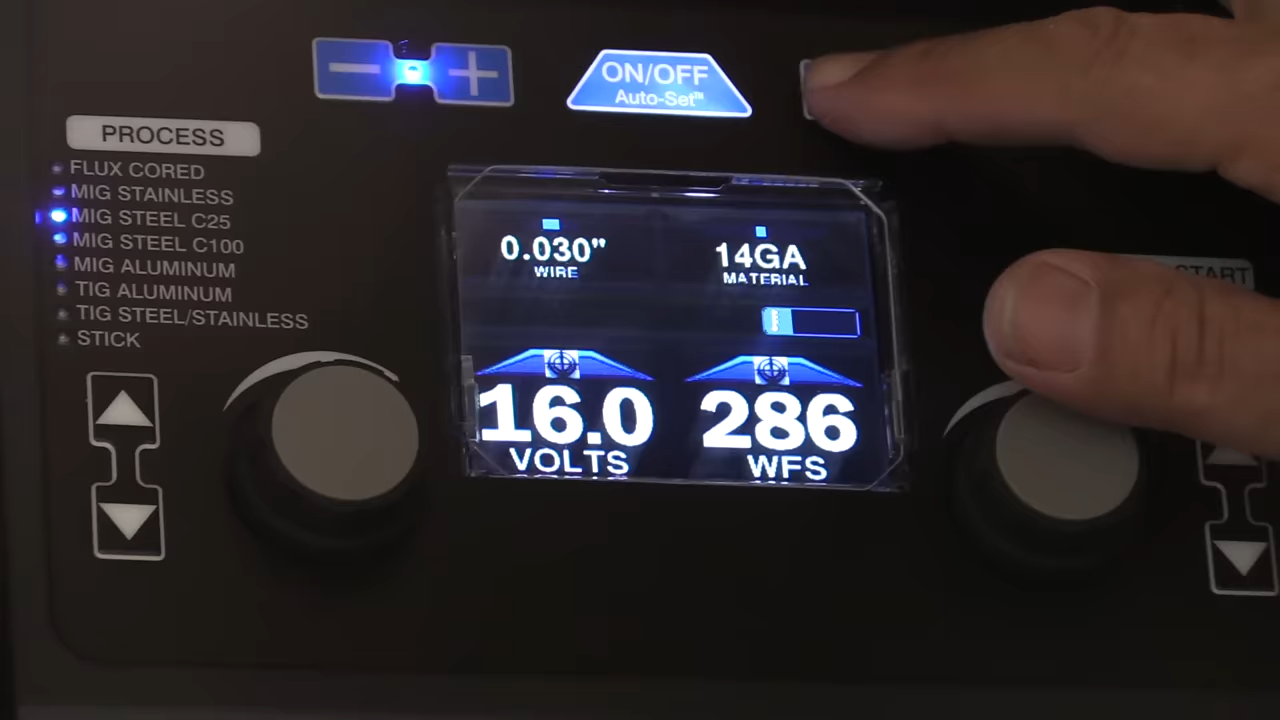 ON/OFF
Auto-Set™
PROCESS
FLUX CORED
MIG STAINLESS
MIG STEEL C25
MIG STEEL C100
MIG ALUMINUM
TIG ALUMINUM
TIG STEEL/STAINLESS
STICK
0.030"
WIRE
14GA
MATERIAL
16.0
VOLTS
286
WFS
START